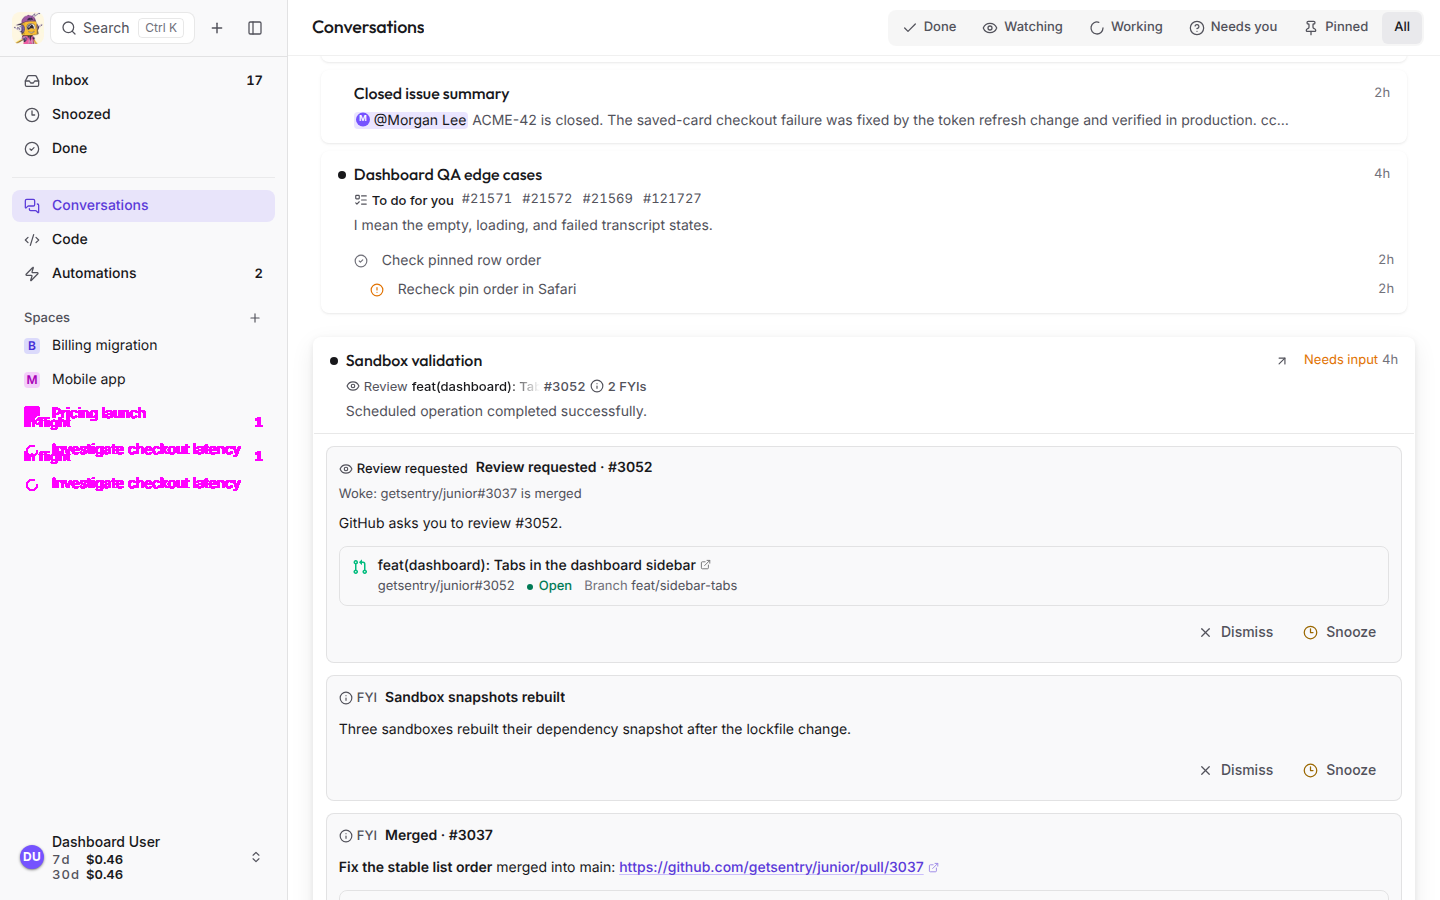 Search Ctrl K
Inbox 17
Snoozed
Done
Conversations
Code
Automations 2
Spaces
B Billing migration
M Mobile app
Pricing launch
In flight 1
Investigate checkout latency
In flight 1
Investigate checkout latency
DU Dashboard User
7d $0.46
30d $0.46
Conversations
Done Watching Working Needs you Pinned All
Closed issue summary 2h
M @Morgan Lee ACME-42 is closed. The saved-card checkout failure was fixed by the token refresh change and verified in production. cc...
Dashboard QA edge cases 4h
To do for you #21571 #21572 #21569 #121727
I mean the empty, loading, and failed transcript states.
Check pinned row order 2h
Recheck pin order in Safari 2h
Sandbox validation Needs input 4h
Review feat(dashboard): Tab #3052 2 FYIs
Scheduled operation completed successfully.
Review requested Review requested · #3052
Woke: getsentry/junior#3037 is merged
GitHub asks you to review #3052.
feat(dashboard): Tabs in the dashboard sidebar
getsentry/junior#3052 Open Branch feat/sidebar-tabs
Dismiss Snooze
FYI Sandbox snapshots rebuilt
Three sandboxes rebuilt their dependency snapshot after the lockfile change.
Dismiss Snooze
FYI Merged · #3037
Fix the stable list order merged into main: https://github.com/getsentry/junior/pull/3037